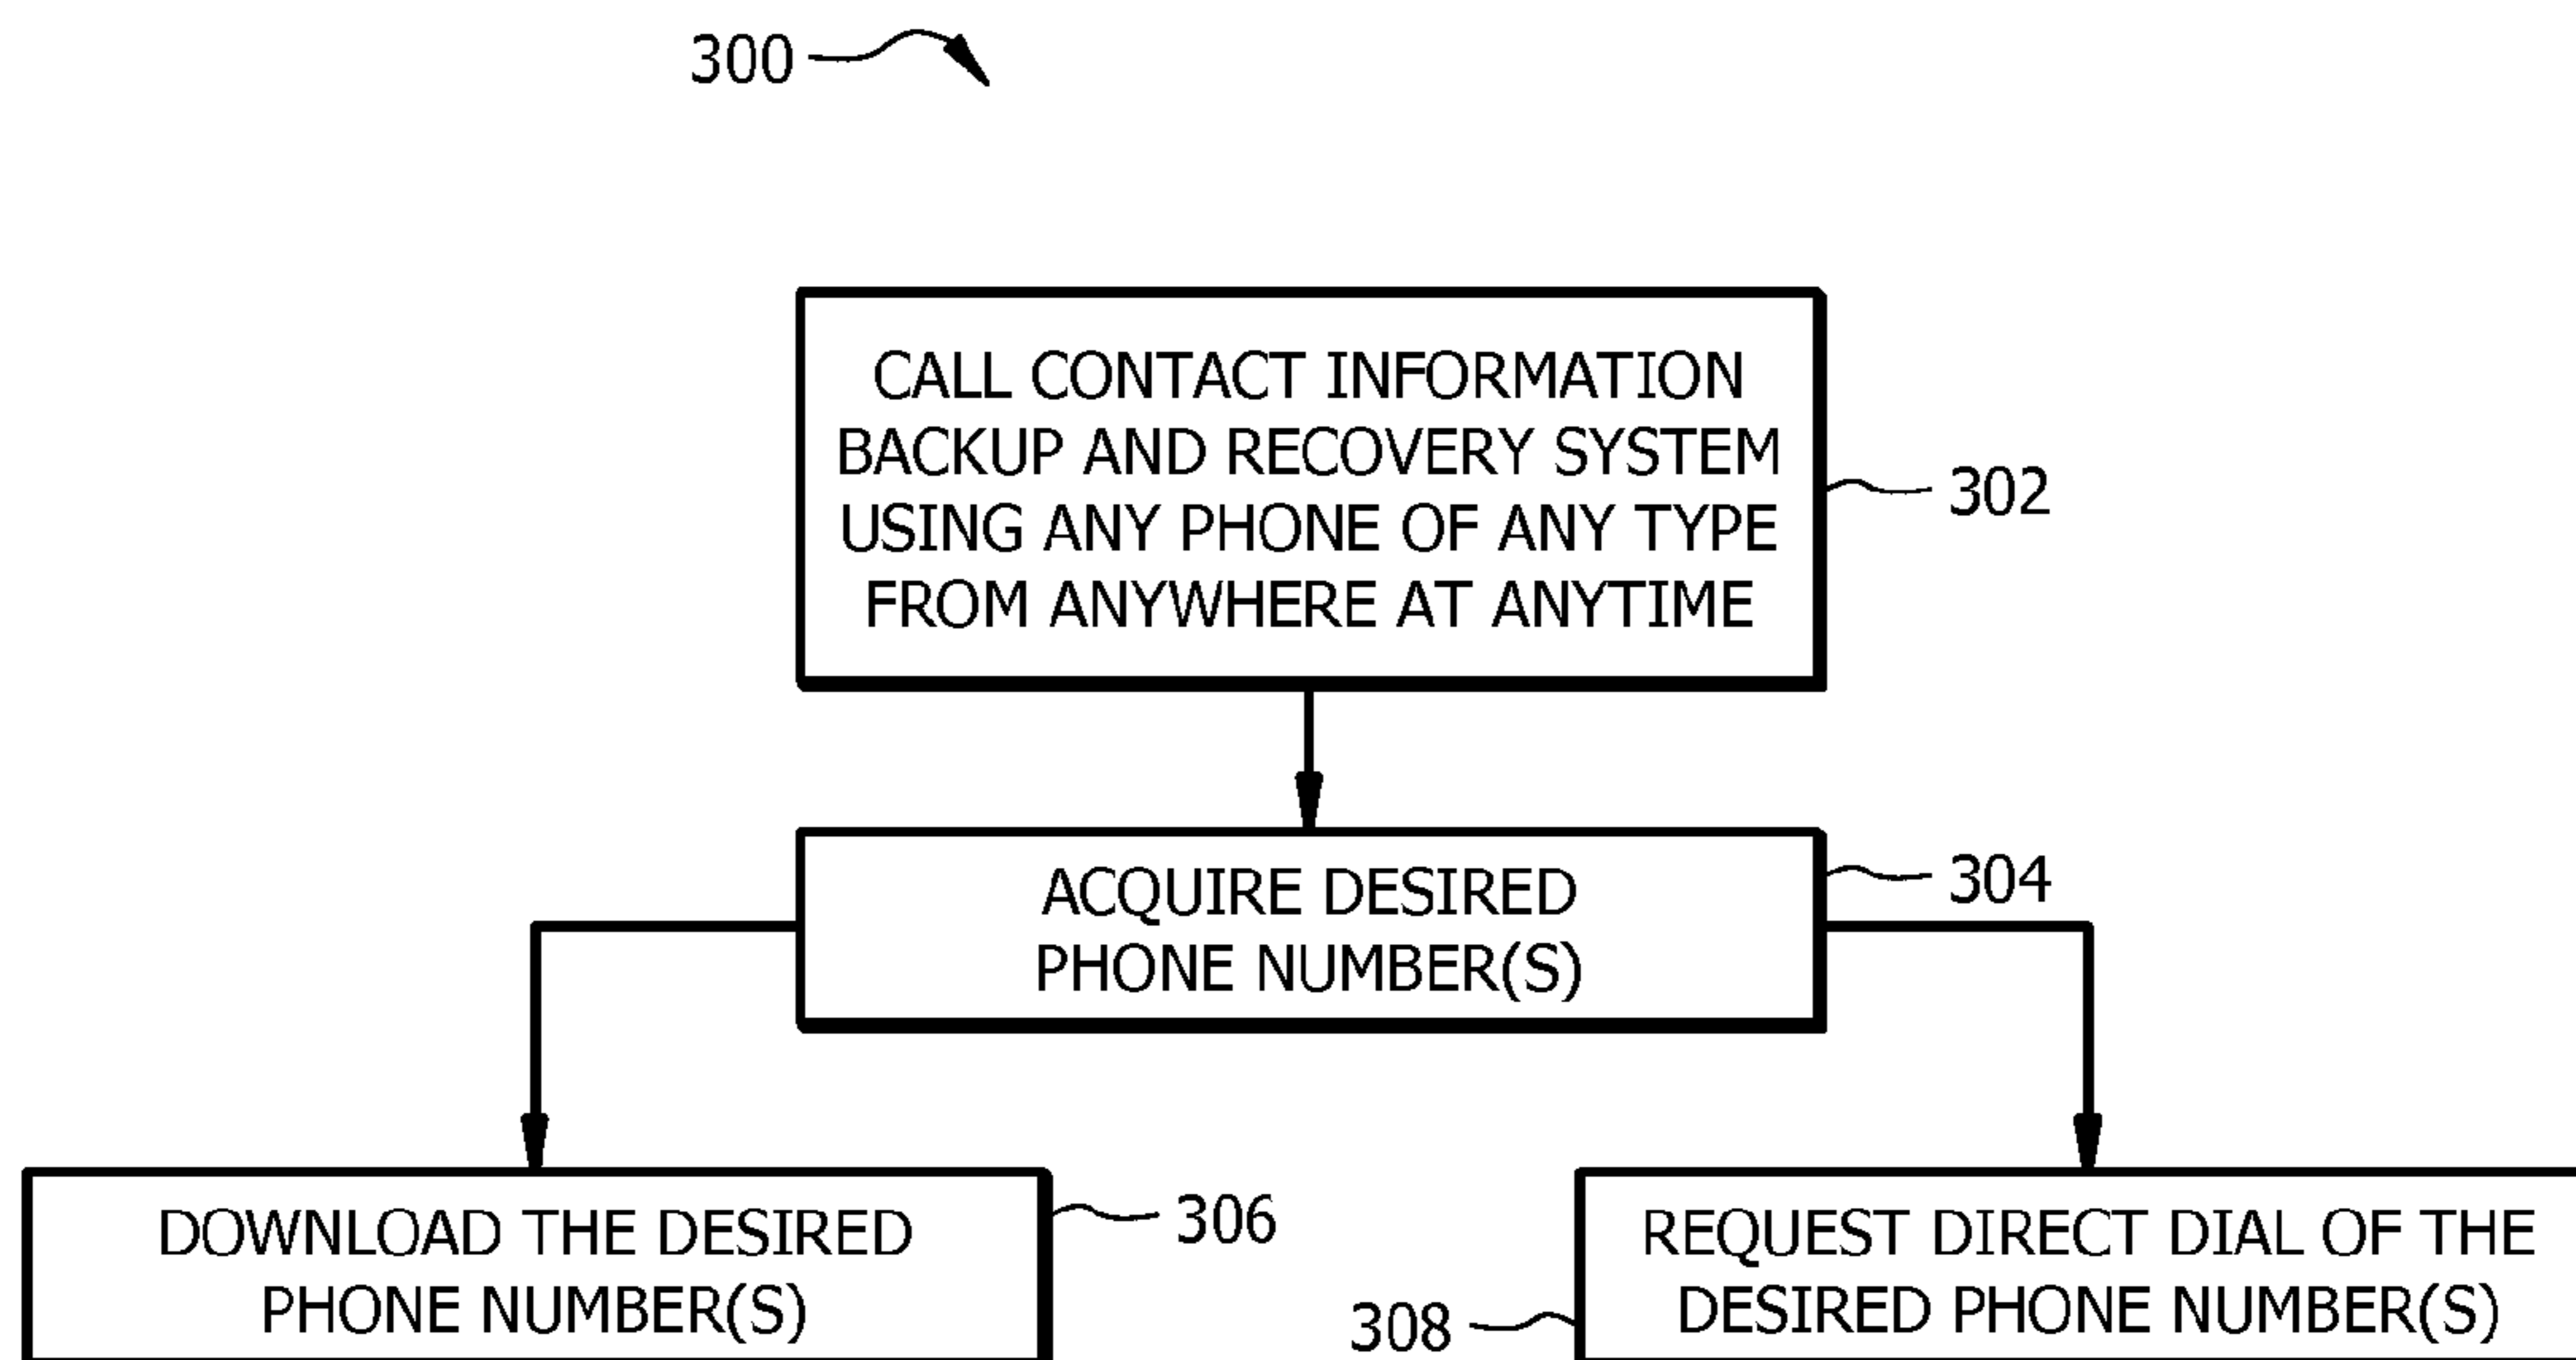 300
CALL CONTACT INFORMATION
BACKUP AND RECOVERY SYSTEM
USING ANY PHONE OF ANY TYPE
FROM ANYWHERE AT ANYTIME
302
ACQUIRE DESIRED
PHONE NUMBER(S)
304
DOWNLOAD THE DESIRED
PHONE NUMBER(S)
306
REQUEST DIRECT DIAL OF THE
DESIRED PHONE NUMBER(S)
308